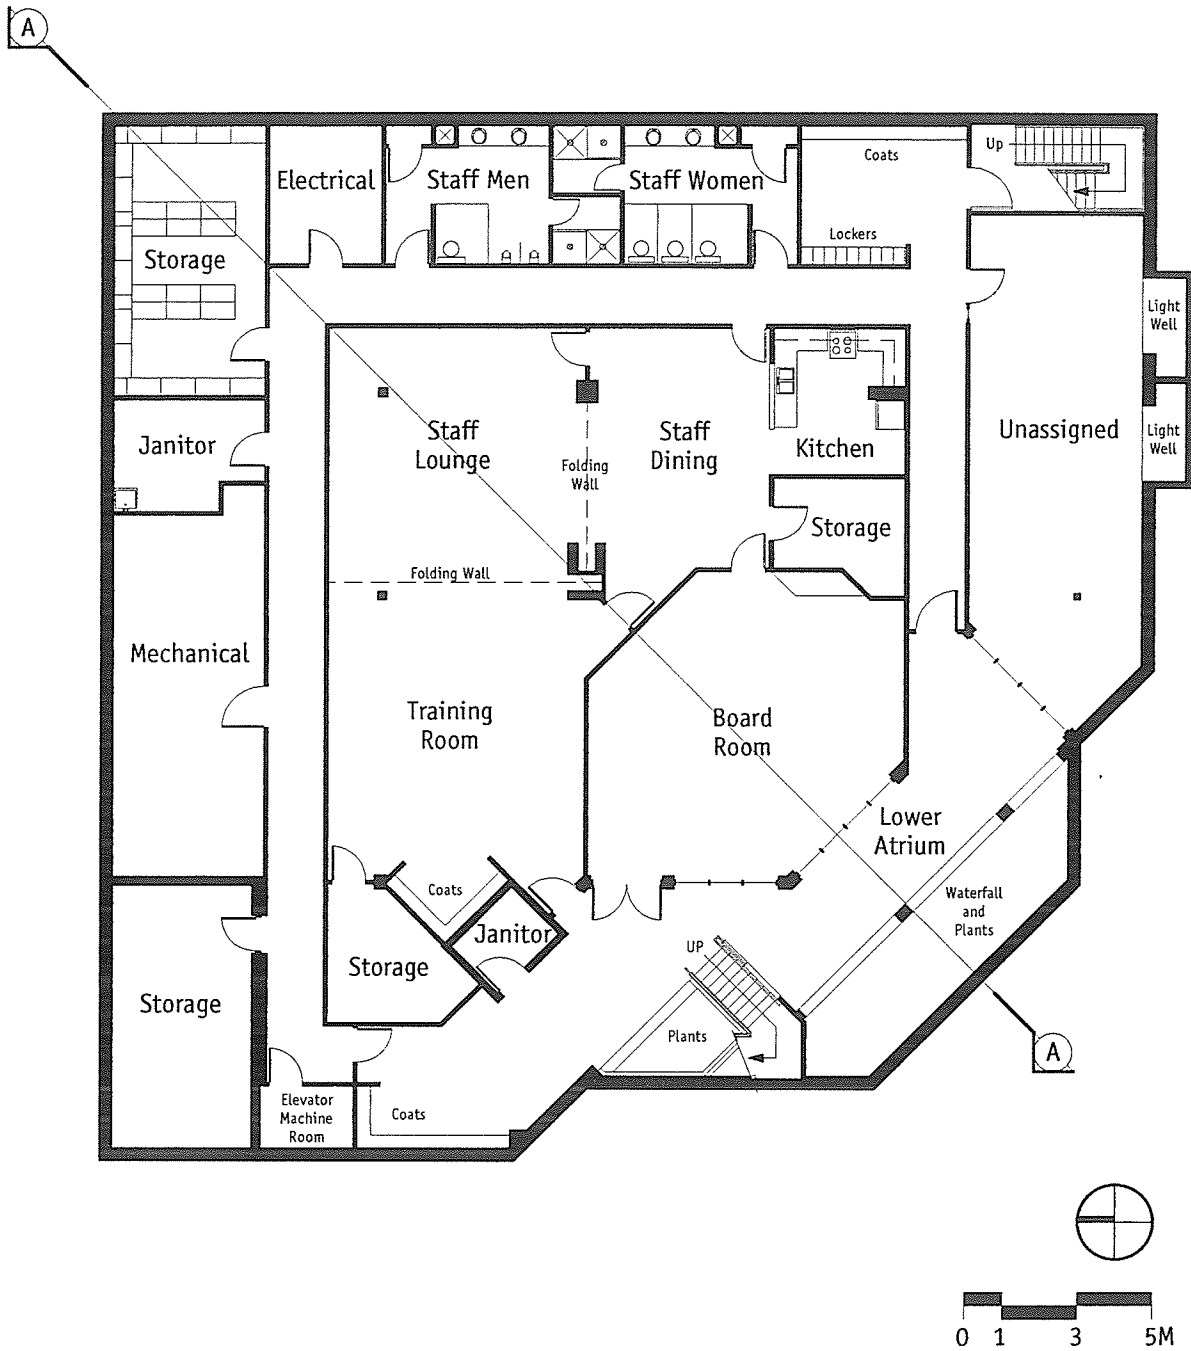 A
Up
Coats
Electrical
Staff Men
Staff Women
Lockers
Storage
Light
Well
Janitor
Staff
Lounge
Staff
Dining
Kitchen
Unassigned
Light
Well
Folding
Wall
Storage
Folding Wall
Mechanical
Training
Room
Board
Room
Lower
Atrium
Coats
Waterfall
and
Plants
Janitor
UP
Storage
Storage
Plants
A
Elevator
Machine
Room
Coats
0 1 3 5M